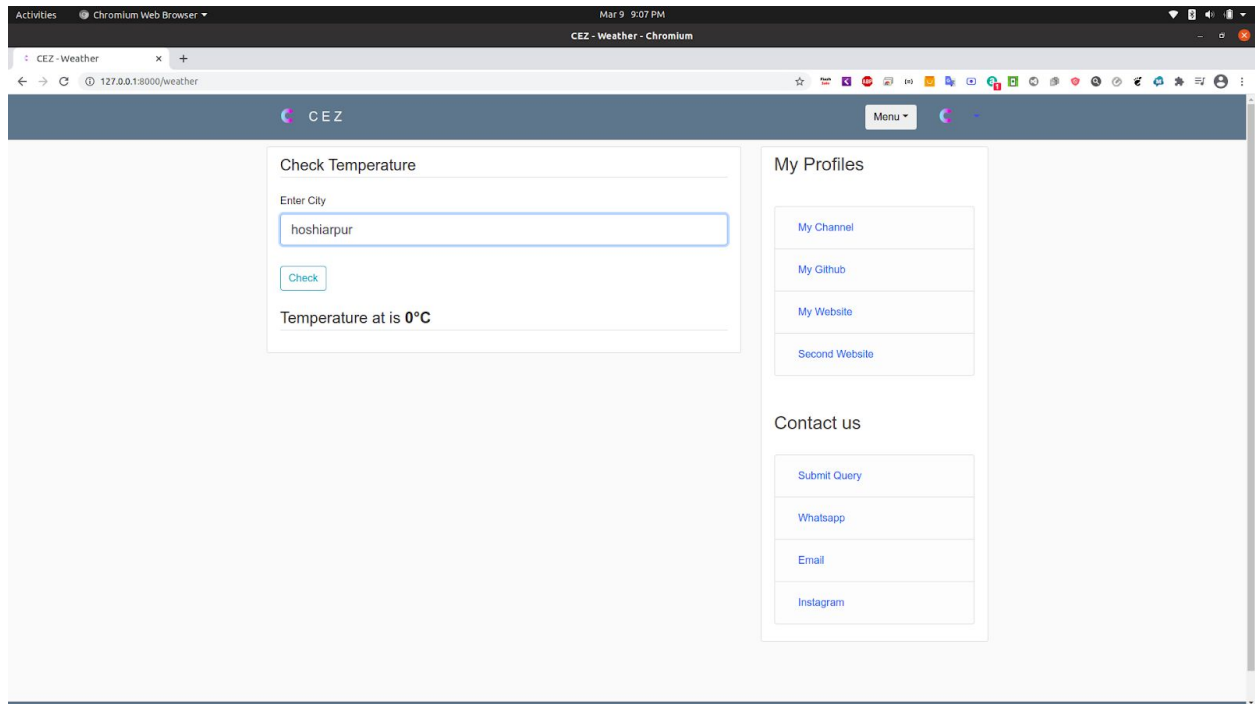 Activities Chromium Web Browser Mar 9 9:07 PM
CEZ - Weather - Chromium
CEZ - Weather
127.0.0.1:8000/weather
CEZ Menu
Check Temperature
Enter City
hoshiarpur
Check
Temperature at is 0°C
My Profiles
My Channel
My Github
My Website
Second Website
Contact us
Submit Query
Whatsapp
Email
Instagram